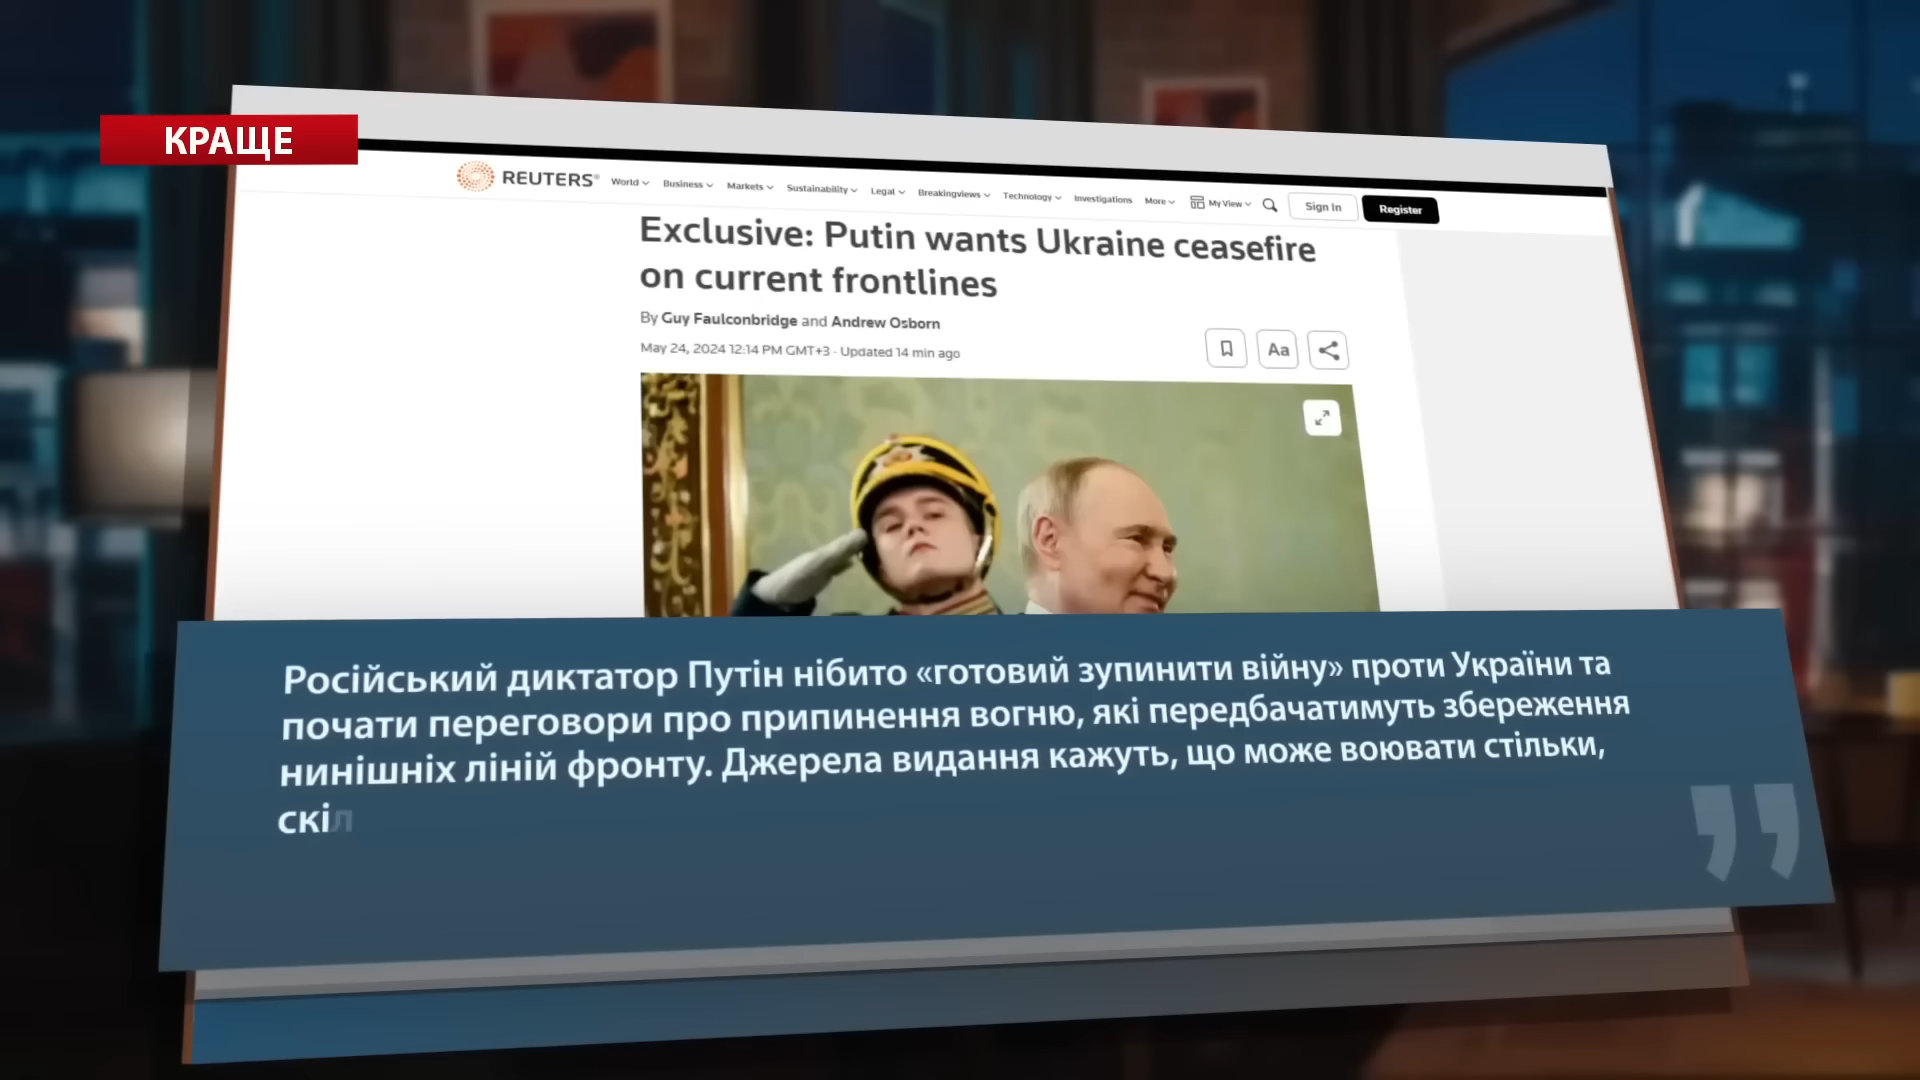 КРАЩЕ
REUTERS®
World Business Markets Sustainability Legal Breakingviews Technology Investigations More My View Sign In Register
Exclusive: Putin wants Ukraine ceasefire
on current frontlines
By Guy Faulconbridge and Andrew Osborn
May 24, 2024 12:14 PM GMT+3 · Updated 14 min ago
Aa
Російський диктатор Путін нібито «готовий зупинити війну» проти України та
почати переговори про припинення вогню, які передбачатимуть збереження
нинішніх ліній фронту. Джерела видання кажуть, що може воювати стільки,
скіл